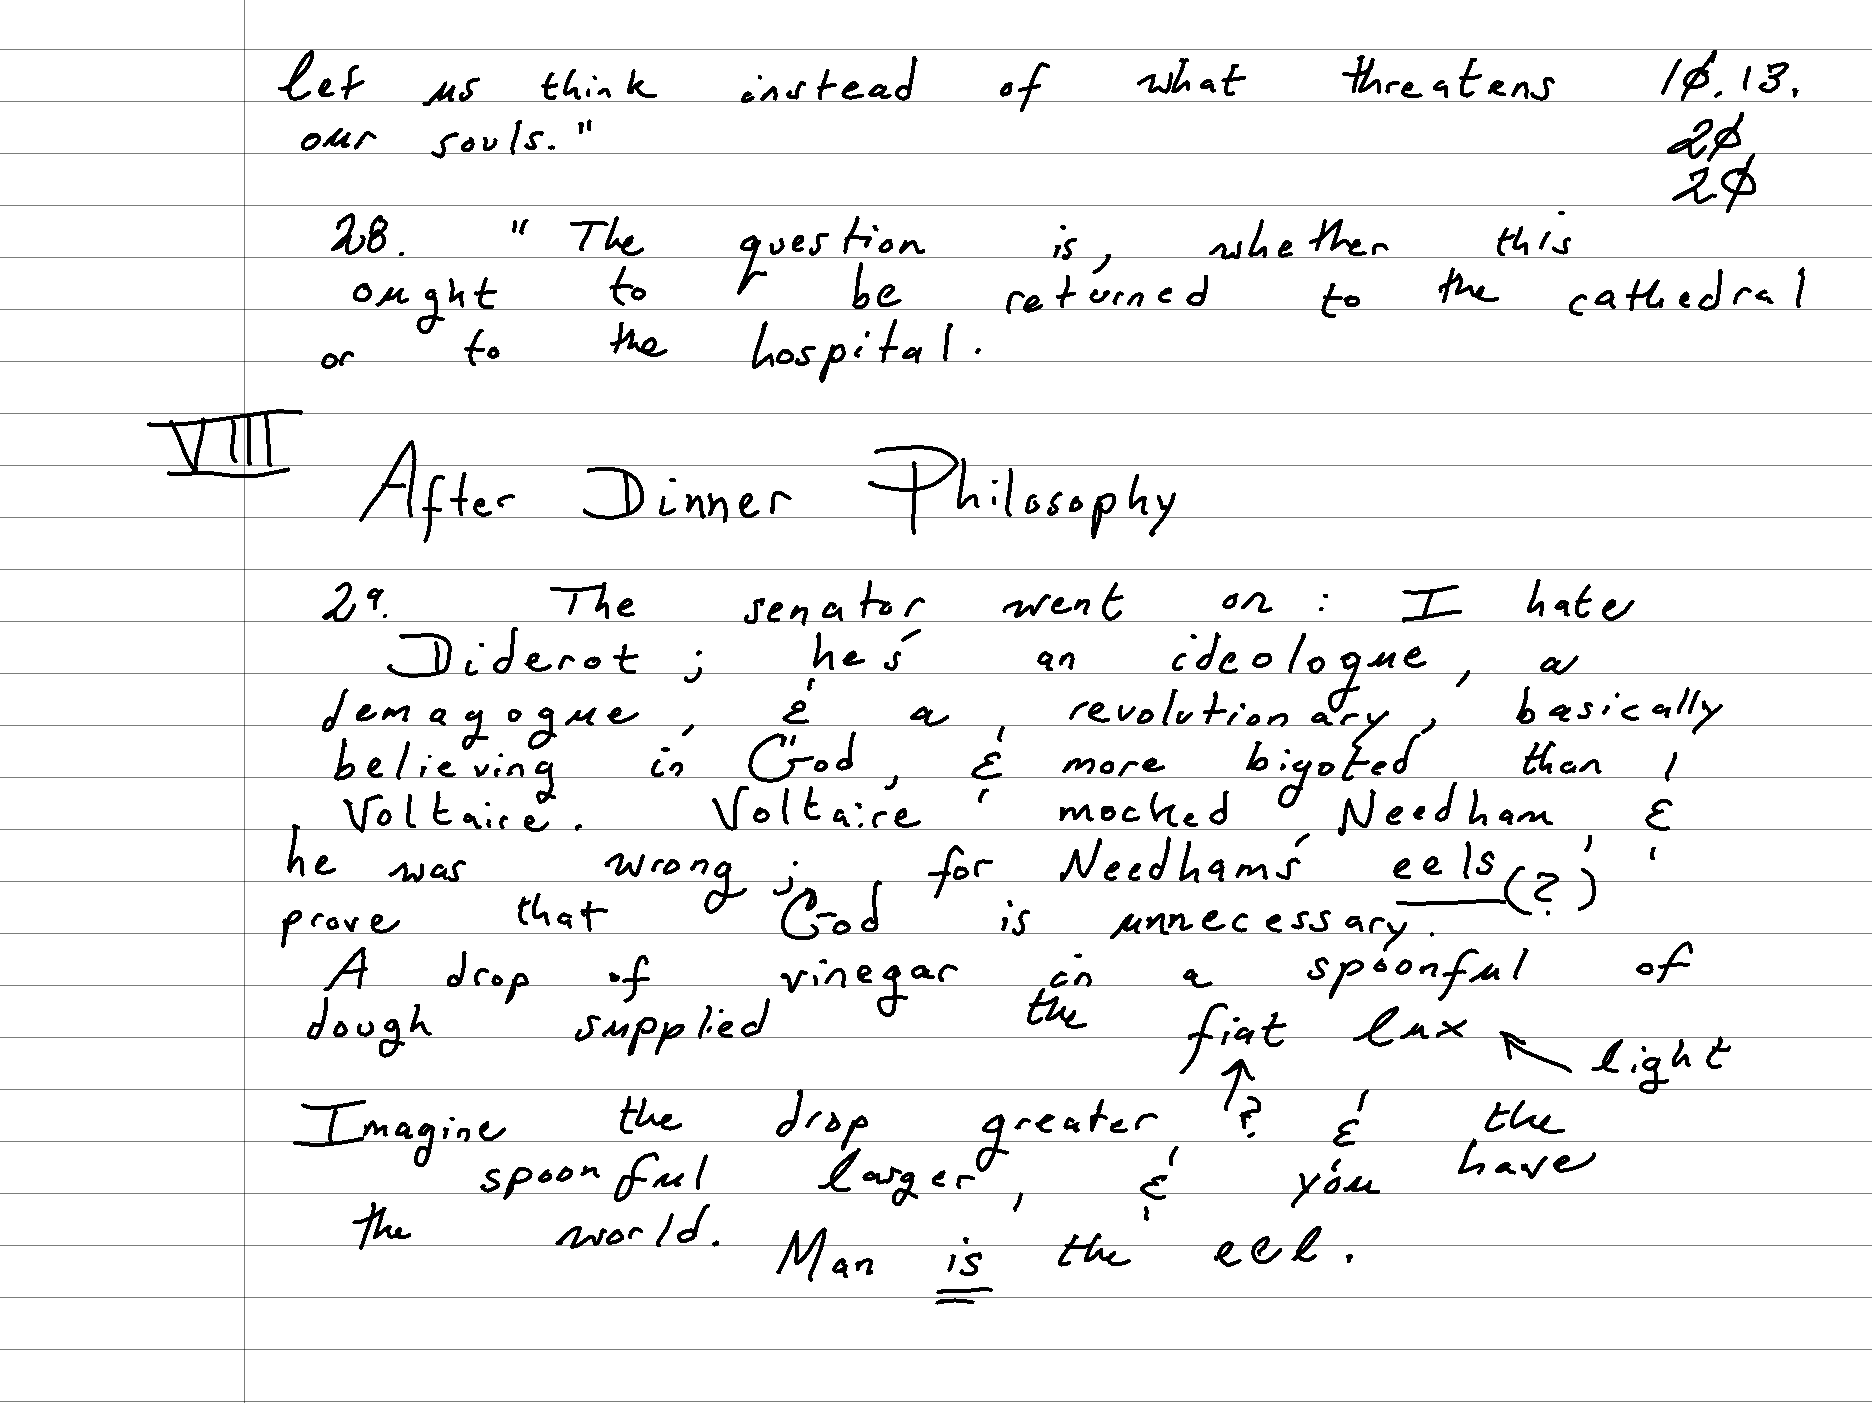 let us think instead of what threatens 10.13.
our souls." 20
20
28. "The question is, whether this
ought to be returned to the cathedral
or to the hospital.
VIII
After Dinner Philosophy
29. The senator went on: I hate
Diderot; he's an ideologue, a
demagogue, & a revolutionary, basically
believing in God, & more bigoted than
Voltaire. Voltaire mocked Needham, &
he was wrong; for Needham's eels (?)
prove that God is unnecessary.
A drop of vinegar in a spoonful of
dough supplied the fiat lux
light
?
Imagine the drop greater, & the
spoonful larger, & you have
the world. Man is the eel.